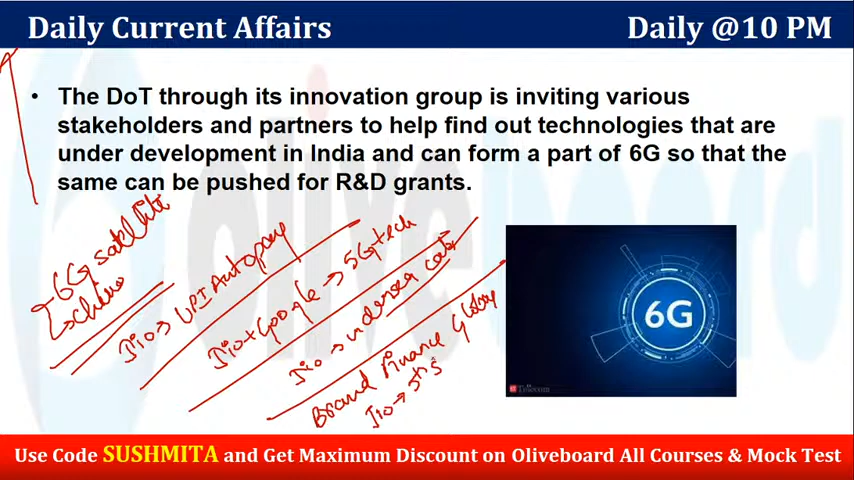 Daily Current Affairs
Daily @10 PM
• The DoT through its innovation group is inviting various
stakeholders and partners to help find out technologies that are
under development in India and can form a part of 6G so that the
same can be pushed for R&D grants.
6G satellite
Jio → UPI Autopay
Jio + Google → 5G tech
Jio → undersea
Brand Finance Global
Jio →
6G
Telecom
oliveboard
Use Code SUSHMITA and Get Maximum Discount on Oliveboard All Courses & Mock Test